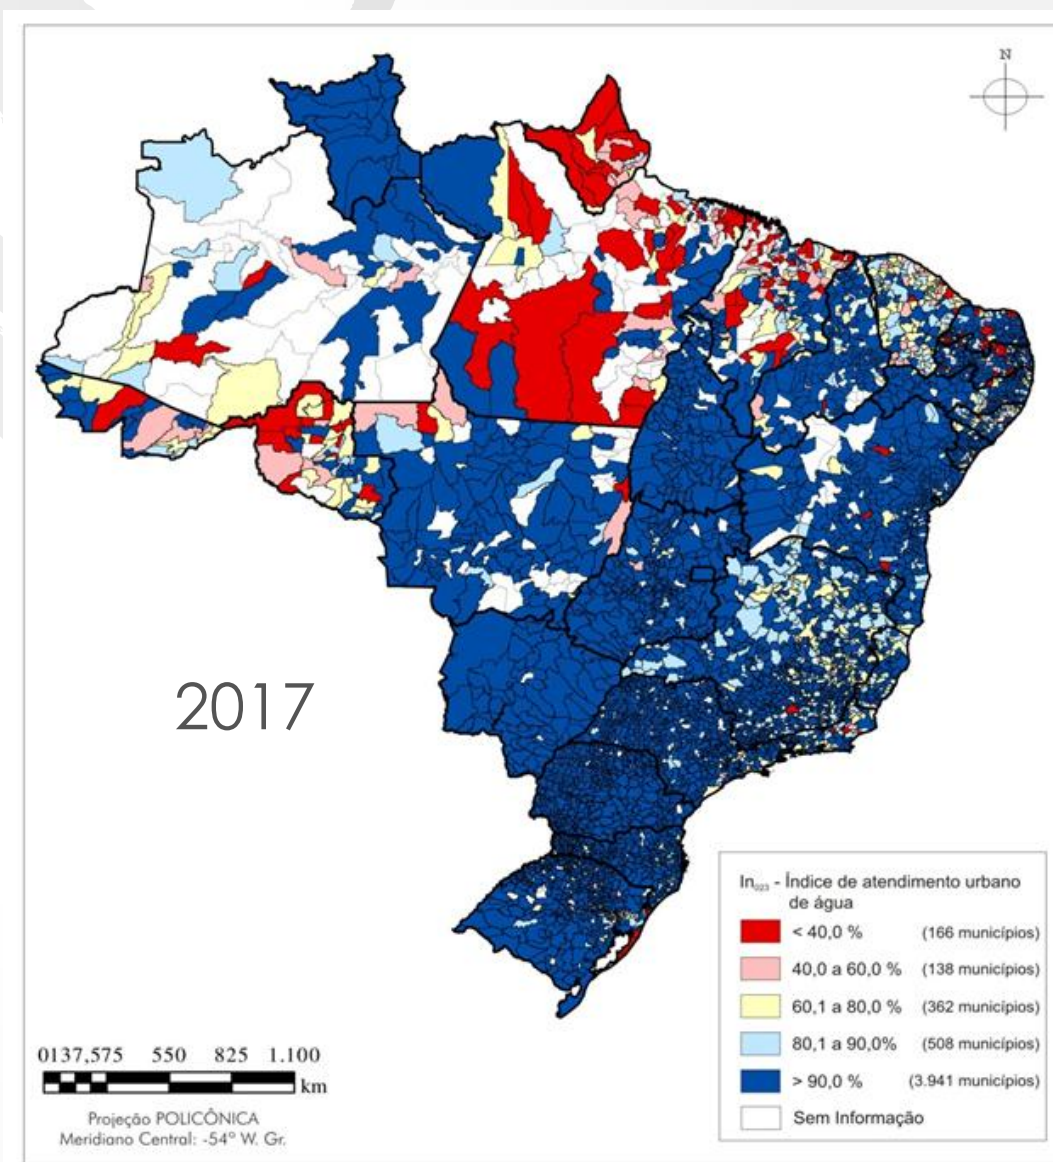 N
2017
In023 - Índice de atendimento urbano
de água
< 40,0 % (166 municípios)
40,0 a 60,0 % (138 municípios)
60,1 a 80,0 % (362 municípios)
80,1 a 90,0% (508 municípios)
> 90,0 % (3.941 municípios)
Sem Informação
0137,575 550 825 1.100
km
Projeção POLICÔNICA
Meridiano Central: -54° W. Gr.